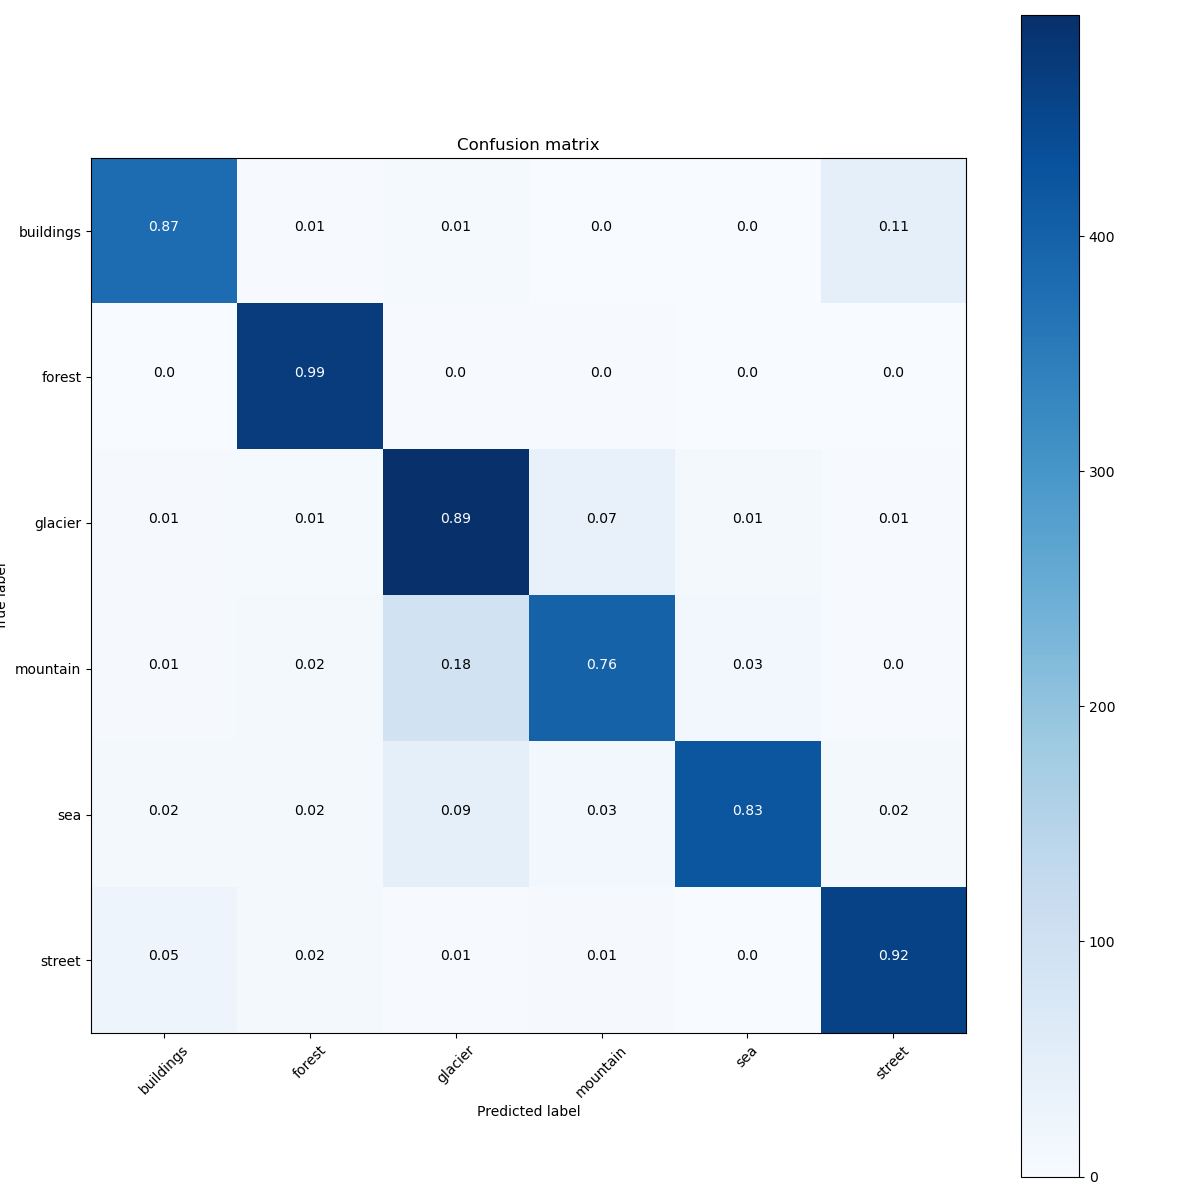 Confusion matrix
buildings 0.87 0.01 0.01 0.0 0.0 0.11
forest 0.0 0.99 0.0 0.0 0.0 0.0
glacier 0.01 0.01 0.89 0.07 0.01 0.01
mountain 0.01 0.02 0.18 0.76 0.03 0.0
sea 0.02 0.02 0.09 0.03 0.83 0.02
street 0.05 0.02 0.01 0.01 0.0 0.92
buildings forest glacier mountain sea street
Predicted label
label
400
300
200
100
0